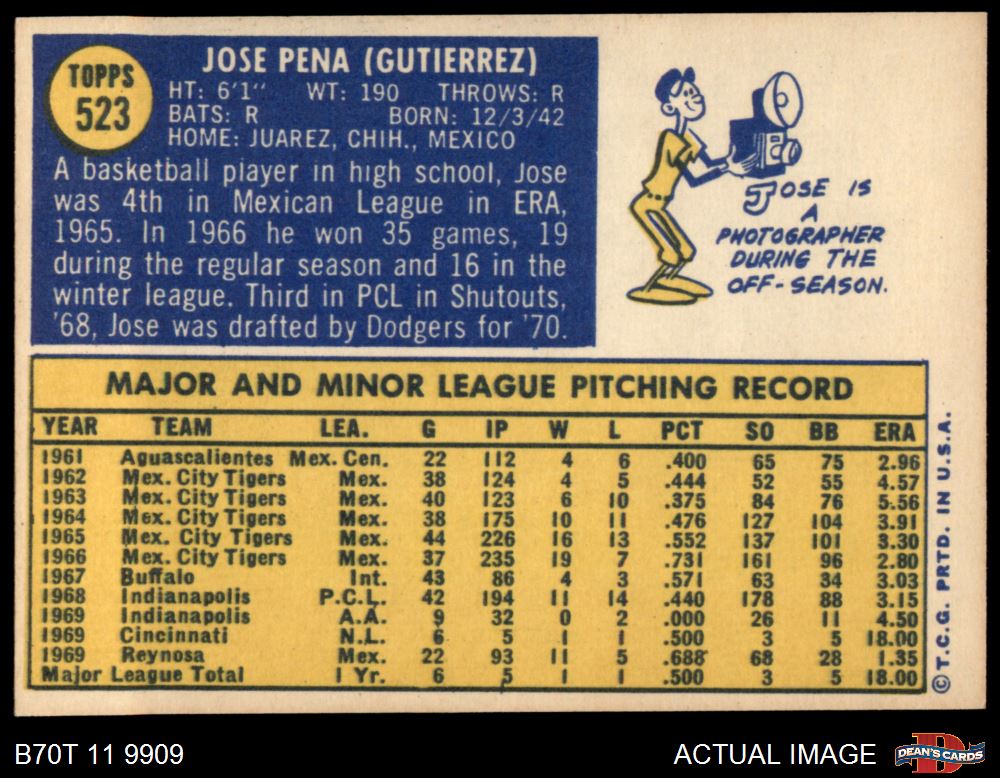 TOPPS
523
JOSE PENA (GUTIERREZ)
HT: 6'1" WT: 190 THROWS: R
BATS: R BORN: 12/3/42
HOME: JUAREZ, CHIH., MEXICO
A basketball player in high school, Jose
was 4th in Mexican League in ERA,
1965. In 1966 he won 35 games, 19
during the regular season and 16 in the
winter league. Third in PCL in Shutouts,
'68, Jose was drafted by Dodgers for '70.
JOSE IS
A
PHOTOGRAPHER
DURING THE
OFF-SEASON.
MAJOR AND MINOR LEAGUE PITCHING RECORD
YEAR TEAM LEA. G IP W L PCT SO BB ERA
1961 Aguascalientes Mex. Cen. 22 112 4 6 .400 65 75 2.96
1962 Mex. City Tigers Mex. 38 124 4 5 .444 52 55 4.57
1963 Mex. City Tigers Mex. 40 123 6 10 .375 84 76 5.56
1964 Mex. City Tigers Mex. 38 175 10 11 .476 127 104 3.91
1965 Mex. City Tigers Mex. 44 226 16 13 .552 137 101 3.30
1966 Mex. City Tigers Mex. 37 235 19 7 .731 161 96 2.80
1967 Buffalo Int. 43 86 4 3 .571 63 34 3.03
1968 Indianapolis P.C.L. 42 194 11 14 .440 178 88 3.15
1969 Indianapolis A.A. 9 32 0 2 .000 26 11 4.50
1969 Cincinnati N.L. 6 5 1 1 .500 3 5 18.00
1969 Reynosa Mex. 22 93 11 5 .688 68 28 1.35
Major League Total 1 Yr. 6 5 1 1 .500 3 5 18.00
© T.C.G. PRTD. IN U.S.A.
B70T 11 9909
ACTUAL IMAGE
DEAN'S CARDS